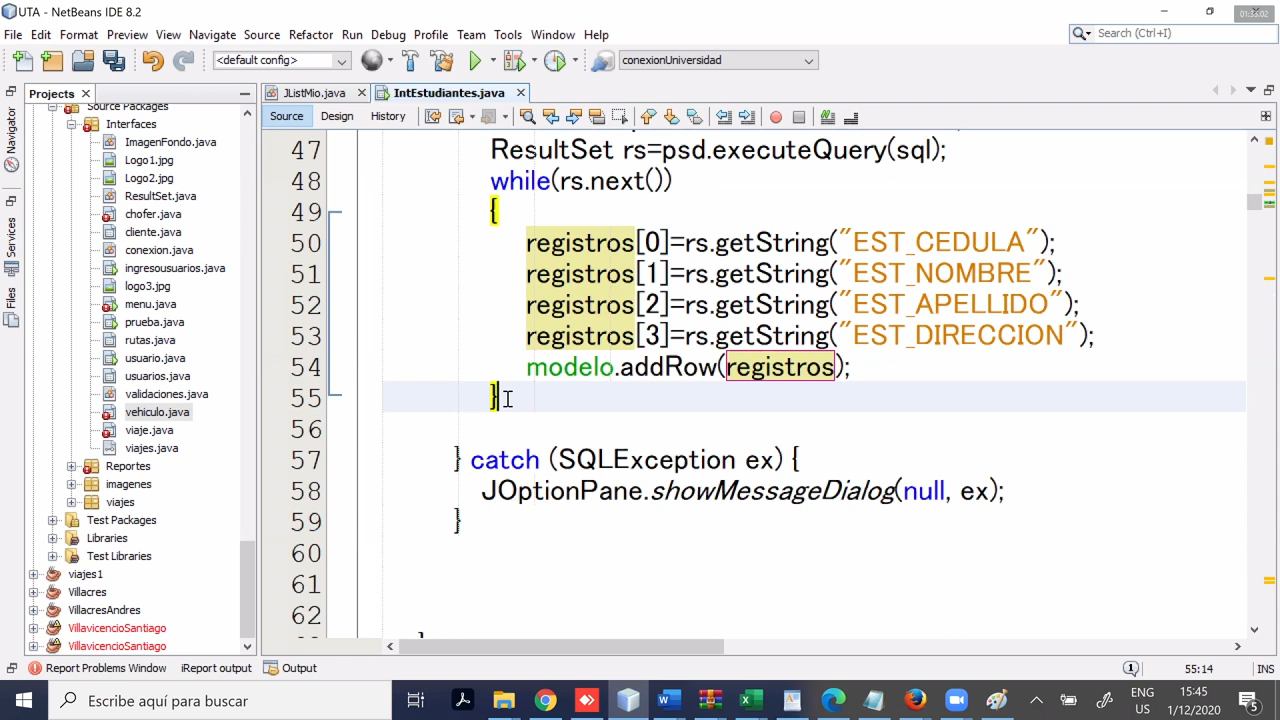 UTA - NetBeans IDE 8.2
01:33:02
File Edit Format Preview View Navigate Source Refactor Run Debug Profile Team Tools Window Help
Search (Ctrl+I)
<default config>
conexionUniversidad
Projects
JListMio.java
IntEstudiantes.java
Navigator
Services
Files
Source Design History
Source Packages
Interfaces
ImagenFondo.java
Logo1.jpg
Logo2.jpg
ResultSet.java
chofer.java
cliente.java
conexion.java
ingresousuarios.java
logo3.jpg
menu.java
prueba.java
rutas.java
usuario.java
usuarios.java
validaciones.java
vehiculo.java
viaje.java
viajes.java
Reportes
imagenes
viajes
Test Packages
Libraries
Test Libraries
viajes1
Villacres
VillacresAndres
VillavicencioSantiago
VillavicencioSantiago
47 ResultSet rs=psd.executeQuery(sql);
48 while(rs.next())
49 {
50 registros[0]=rs.getString("EST_CEDULA");
51 registros[1]=rs.getString("EST_NOMBRE");
52 registros[2]=rs.getString("EST_APELLIDO");
53 registros[3]=rs.getString("EST_DIRECCION");
54 modelo.addRow(registros);
55 }
56
57 } catch (SQLException ex) {
58 JOptionPane.showMessageDialog(null, ex);
59 }
60
61
62
Report Problems Window
iReport output
Output
1
55:14
INS
Escribe aquí para buscar
ENG
US
15:45
1/12/2020
5